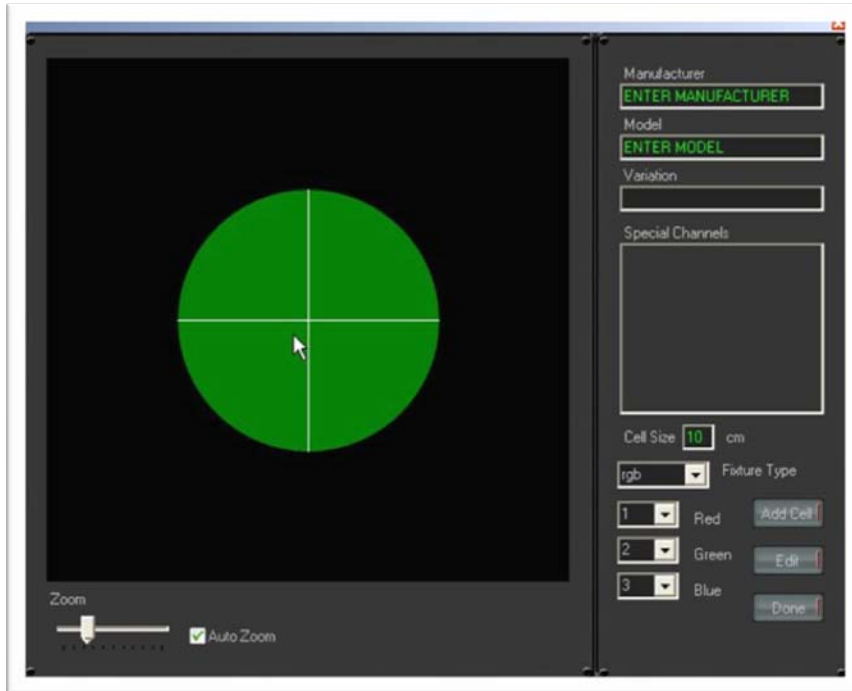 Manufacturer
ENTER MANUFACTURER
Model
ENTER MODEL
Variation
Special Channels
Cell Size 10 cm
rgb Fixture Type
1 Red Add Cell
2 Green Edit
3 Blue Done
Zoom
Auto Zoom